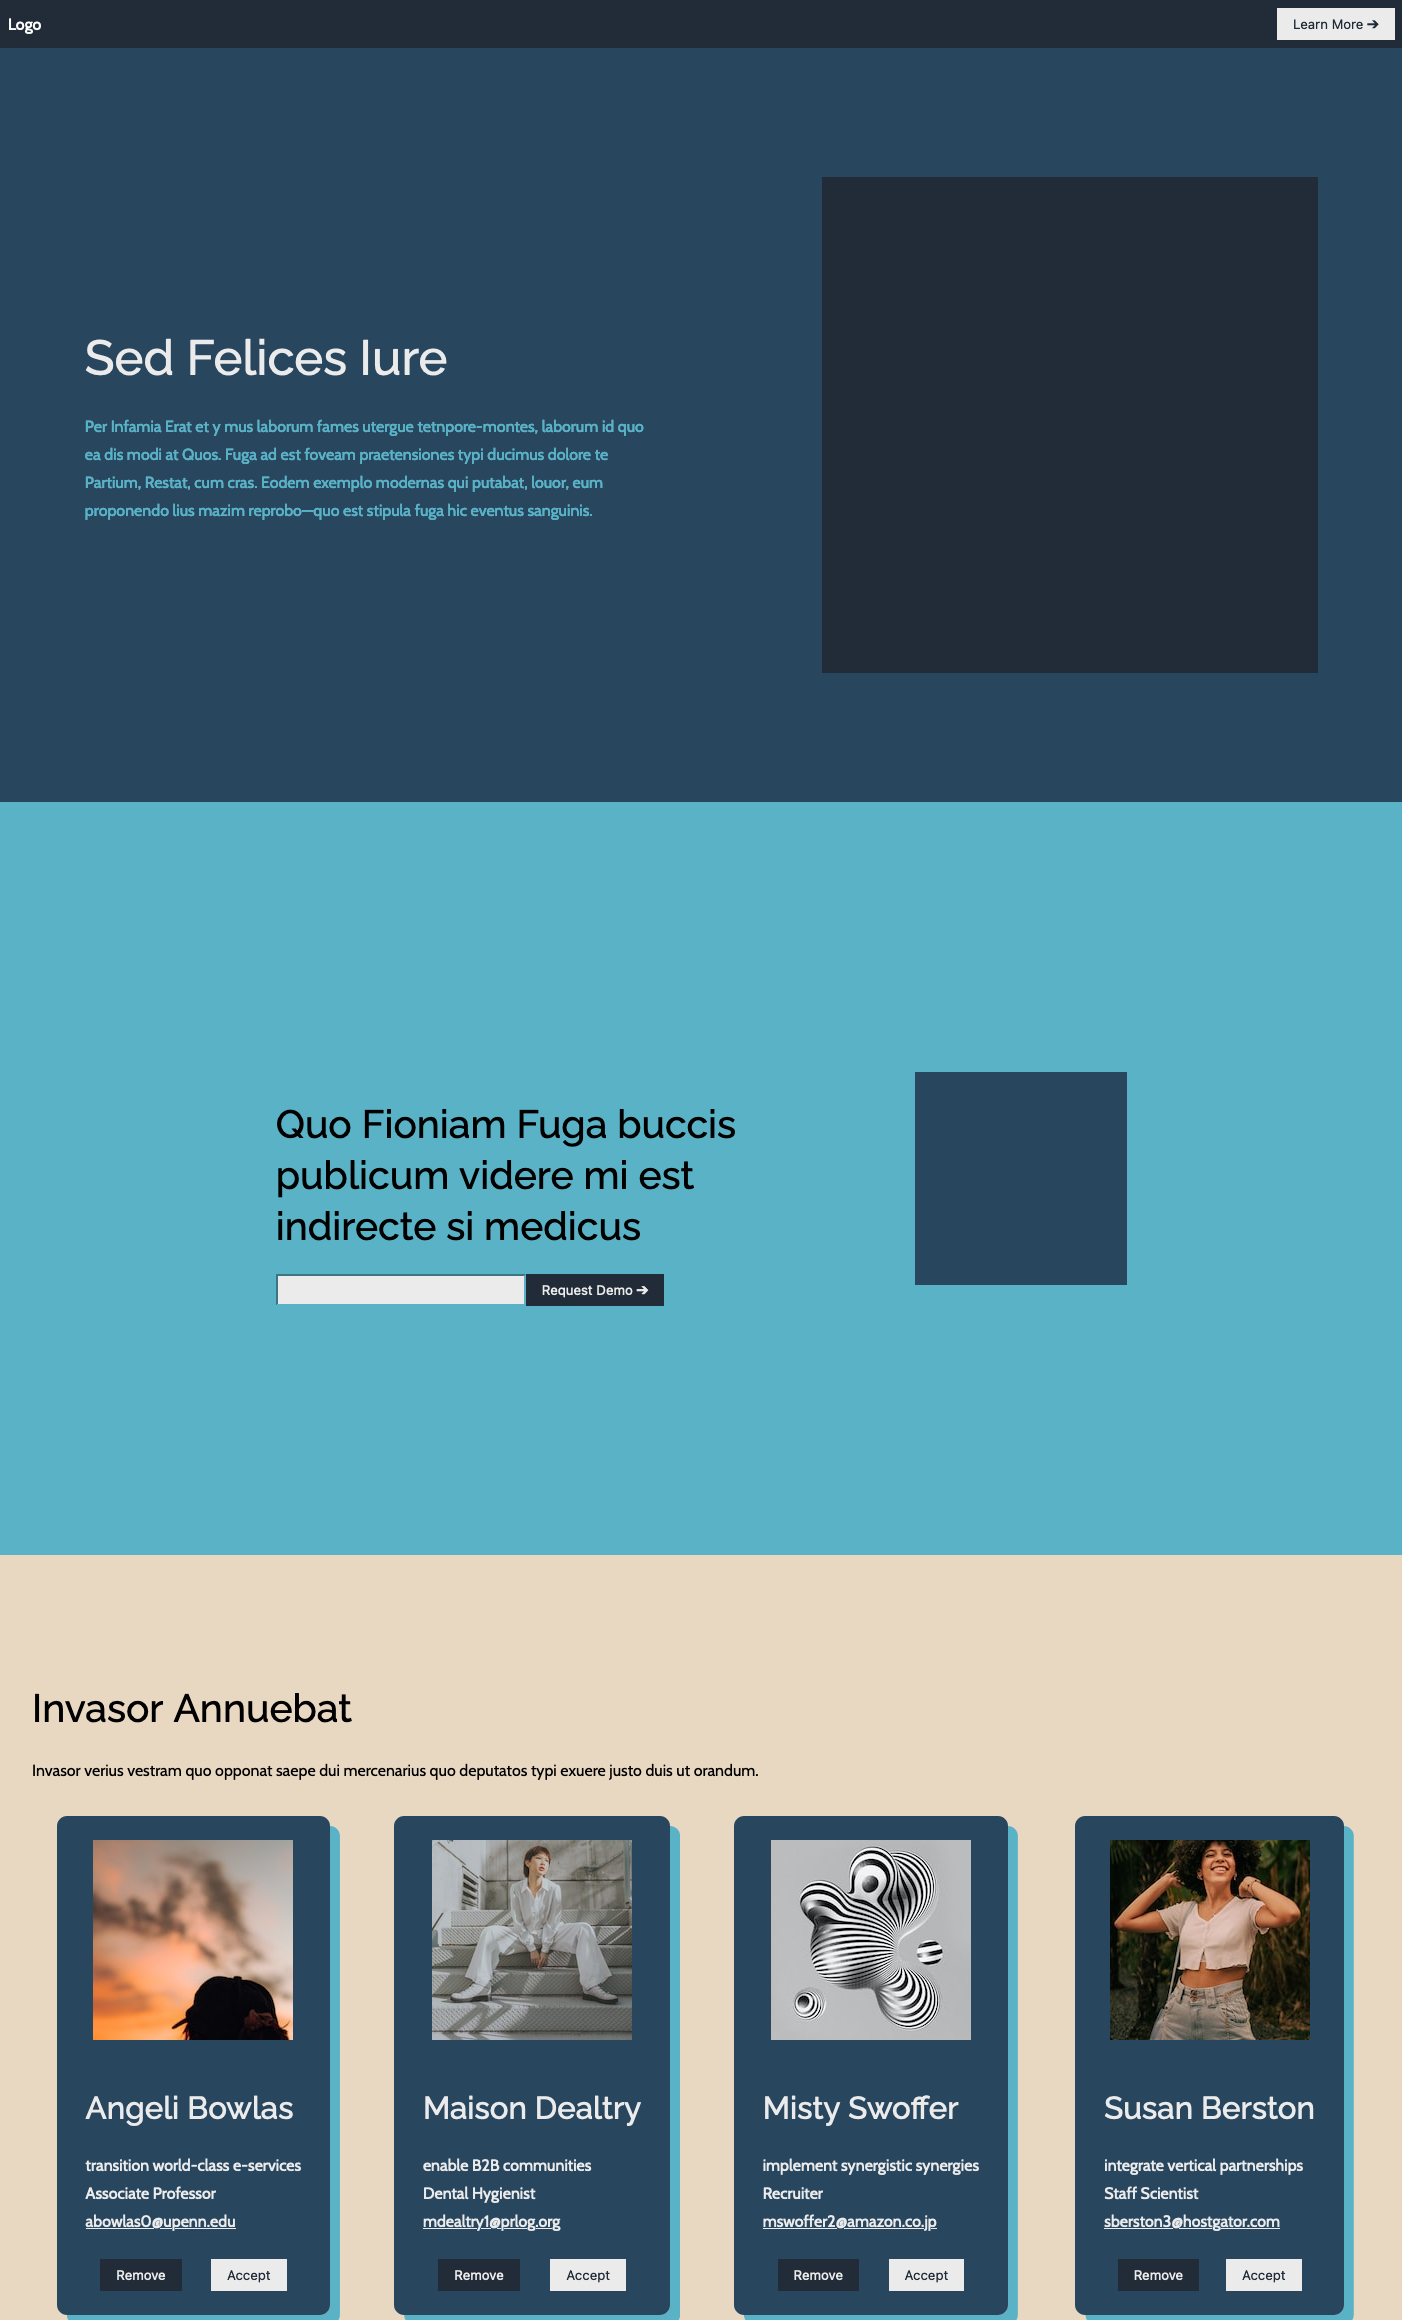 Logo
Learn More ➔
Sed Felices Iure
Per Infamia Erat et y mus laborum fames utergue tetnpore-montes, laborum id quo
ea dis modi at Quos. Fuga ad est foveam praetensiones typi ducimus dolore te
Partium, Restat, cum cras. Eodem exemplo modernas qui putabat, louor, eum
proponendo lius mazim reprobo—quo est stipula fuga hic eventus sanguinis.
Quo Fioniam Fuga buccis
publicum videre mi est
indirecte si medicus
Request Demo ➔
Invasor Annuebat
Invasor verius vestram quo opponat saepe dui mercenarius quo deputatos typi exuere justo duis ut orandum.
Angeli Bowlas
transition world-class e-services
Associate Professor
abowlas0@upenn.edu
Remove
Accept
Maison Dealtry
enable B2B communities
Dental Hygienist
mdealtry1@prlog.org
Remove
Accept
Misty Swoffer
implement synergistic synergies
Recruiter
mswoffer2@amazon.co.jp
Remove
Accept
Susan Berston
integrate vertical partnerships
Staff Scientist
sberston3@hostgator.com
Remove
Accept